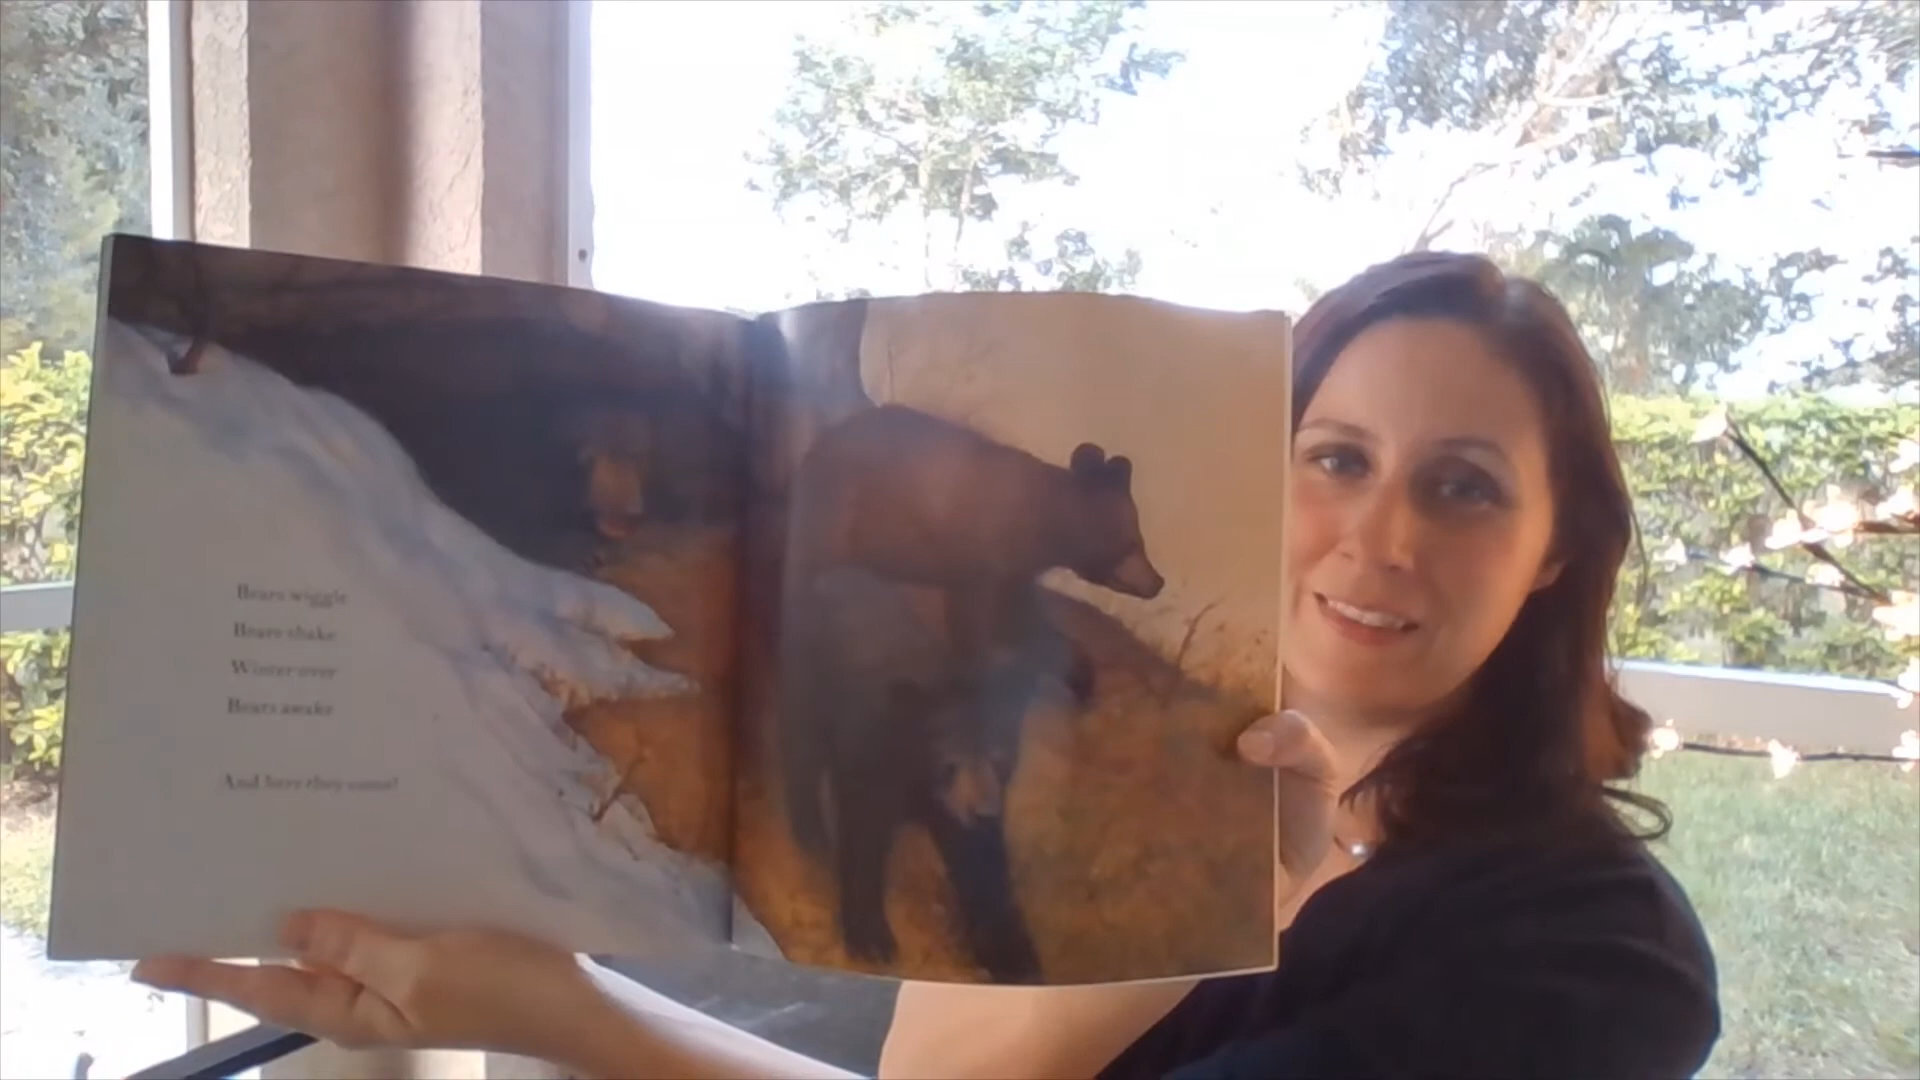 Bears wiggle
Bears shake
Winter over
Bears awake
And here they come!